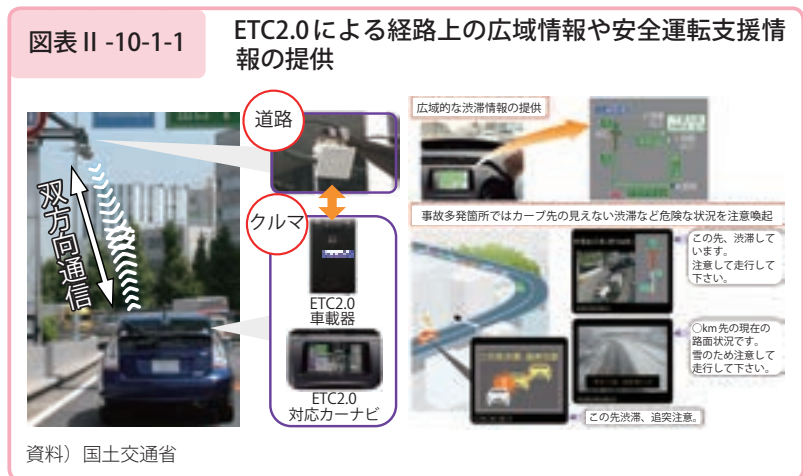 図表Ⅱ-10-1-1
ETC2.0による経路上の広域情報や安全運転支援情
報の提供
双方向通信
道路
クルマ
ETC2.0
車載器
ETC2.0
対応カーナビ
広域的な渋滞情報の提供
事故多発箇所ではカーブ先の見えない渋滞など危険な状況を注意喚起
この先、渋滞して
います。
注意して走行して
下さい。
○km先の現在の
路面状況です。
雪のため注意して
走行して下さい。
この先渋滞、追突注意。
資料）国土交通省